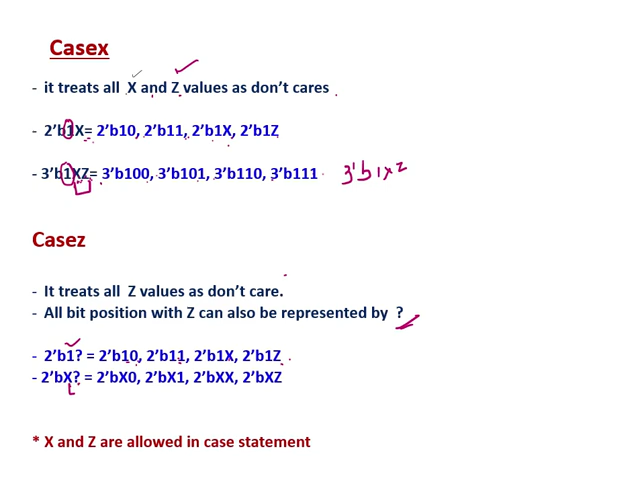 Casex
- it treats all X and Z values as don't cares
- 2'b1X= 2'b10, 2'b11, 2'b1X, 2'b1Z
- 3'b1XZ= 3'b100, 3'b101, 3'b110, 3'b111 3'b1xz
Casez
- It treats all Z values as don't care.
- All bit position with Z can also be represented by ?
- 2'b1? = 2'b10, 2'b11, 2'b1X, 2'b1Z
- 2'bX? = 2'bX0, 2'bX1, 2'bXX, 2'bXZ
* X and Z are allowed in case statement